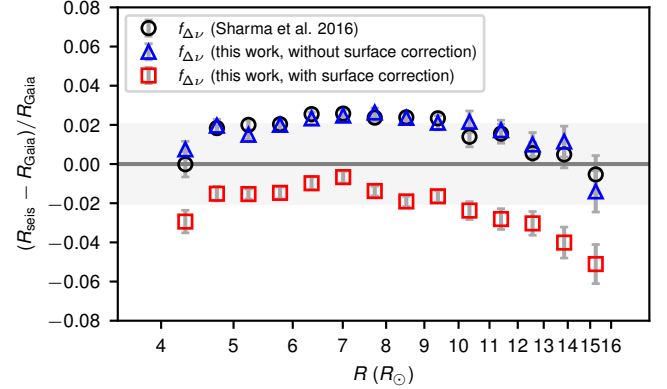 0.08
0.06
0.04
0.02
0.00
−0.02
−0.04
−0.06
−0.08
(R_seis − R_Gaia)/R_Gaia
f_Δν (Sharma et al. 2016)
f_Δν (this work, without surface correction)
f_Δν (this work, with surface correction)
4 5 6 7 8 9 10 11 12 13 14 15 16
R (R_⊙)